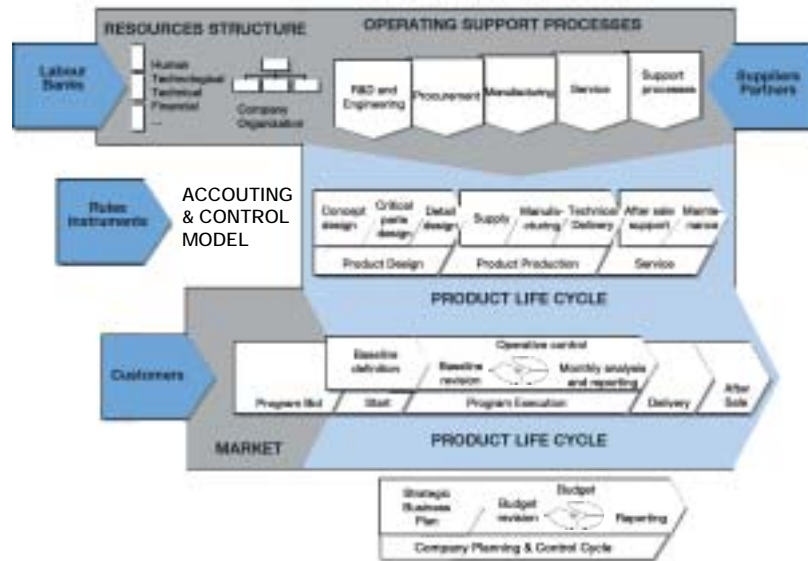 RESOURCES STRUCTURE
OPERATING SUPPORT PROCESSES
Labour
Banks
Human
Technological
Technical
Financial
...
Company
Organization
R&D and
Engineering
Procurement
Manufacturing
Service
Support
processes
Suppliers
Partners
Rules
Instruments
ACCOUTING
& CONTROL
MODEL
Concept
design
Critical
parts
design
Detail
design
Supply
Manufac-
turing
Technical
Delivery
After sale
support
Mainte-
nance
Product Design
Product Production
Service
PRODUCT LIFE CYCLE
Customers
Baseline
definition
Operative control
Baseline
revision
Monthly analysis
and reporting
Program Bid
Start
Program Execution
Delivery
After
Sale
MARKET
PRODUCT LIFE CYCLE
Strategic
Business
Plan
Budget
Budget
revision
Reporting
Company Planning & Control Cycle